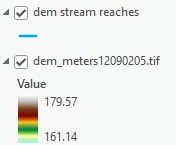 dem stream reaches
dem_meters12090205.tif
Value
179.57
161.14